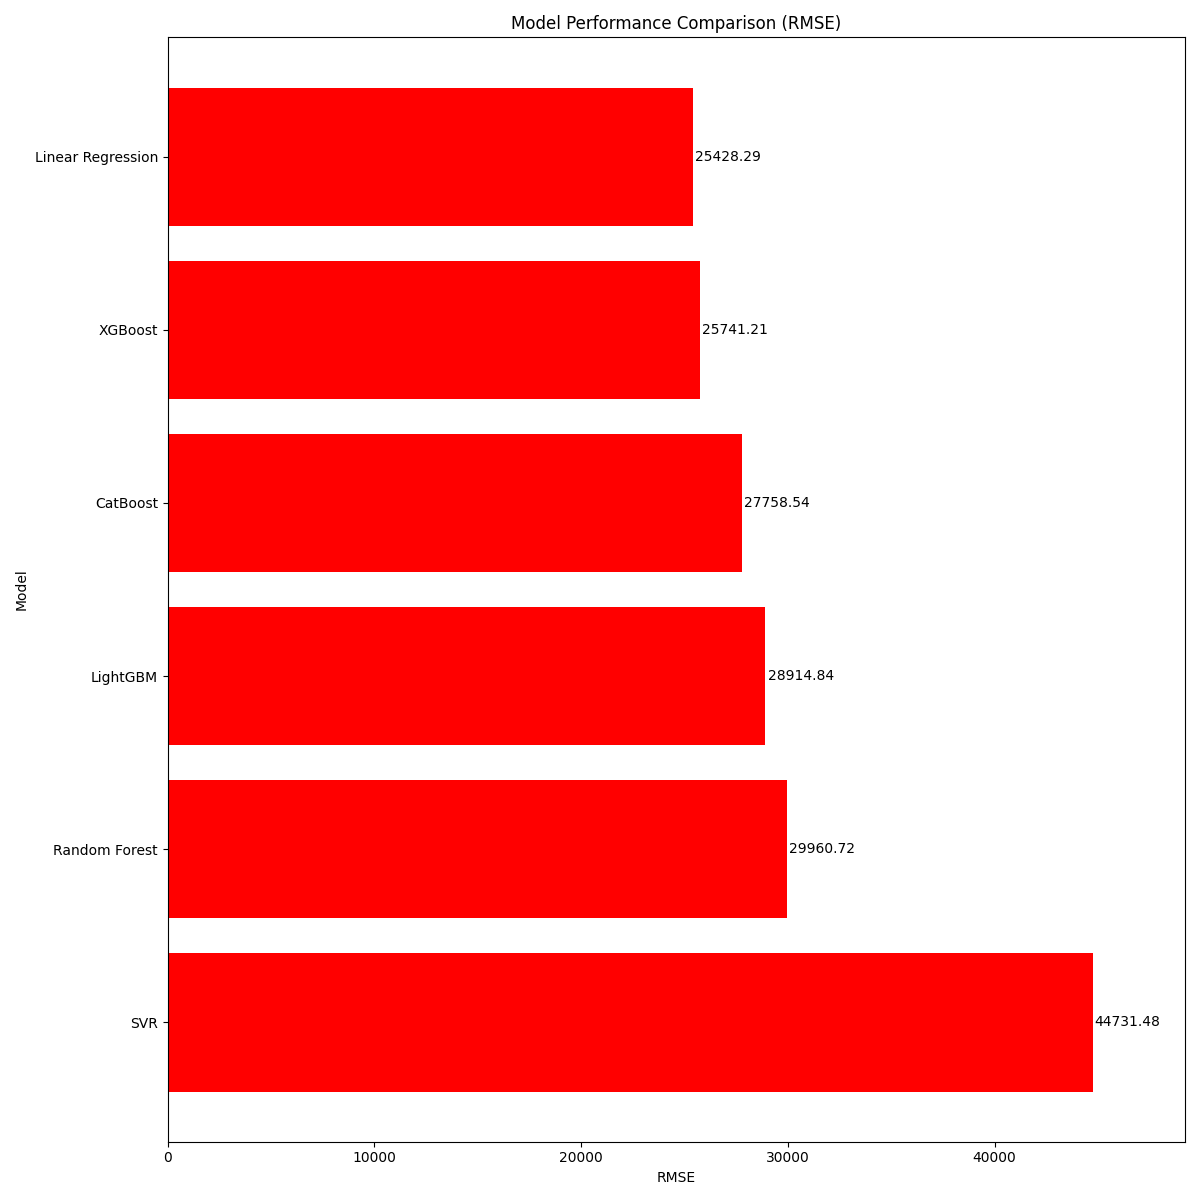 Model Performance Comparison (RMSE)
Linear Regression
25428.29
XGBoost
25741.21
CatBoost
27758.54
Model
LightGBM
28914.84
Random Forest
29960.72
SVR
44731.48
0 10000 20000 30000 40000
RMSE